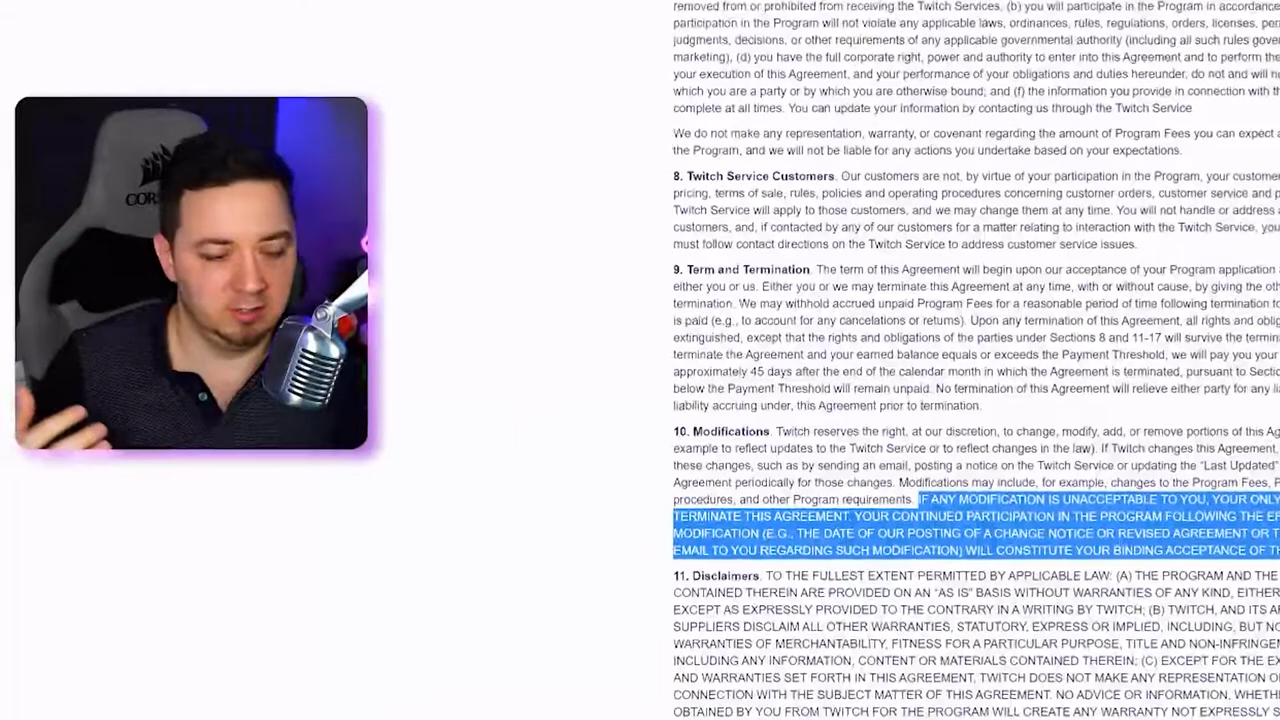 removed from or prohibited from receiving the Twitch Services, (b) you will participate in the Program in accordance
participation in the Program will not violate any applicable laws, ordinances, rules, regulations, orders, licenses, per
judgments, decisions, or other requirements of any applicable governmental authority (including all such rules gove
marketing), (d) you have the full corporate right, power and authority to enter into this Agreement and to perform the
your execution of this Agreement, and your performance of your obligations and duties hereunder, do not and will n
which you are a party or by which you are otherwise bound; and (f) the information you provide in connection with th
complete at all times. You can update your information by contacting us through the Twitch Service
We do not make any representation, warranty, or covenant regarding the amount of Program Fees you can expect a
the Program, and we will not be liable for any actions you undertake based on your expectations.
8. Twitch Service Customers. Our customers are not, by virtue of your participation in the Program, your custome
pricing, terms of sale, rules, policies and operating procedures concerning customer orders, customer service and p
Twitch Service will apply to those customers, and we may change them at any time. You will not handle or address a
customers, and, if contacted by any of our customers for a matter relating to interaction with the Twitch Service, you
must follow contact directions on the Twitch Service to address customer service issues.
9. Term and Termination. The term of this Agreement will begin upon our acceptance of your Program application
either you or us. Either you or we may terminate this Agreement at any time, with or without cause, by giving the oth
termination. We may withhold accrued unpaid Program Fees for a reasonable period of time following termination to
is paid (e.g., to account for any cancelations or returns). Upon any termination of this Agreement, all rights and oblig
extinguished, except that the rights and obligations of the parties under Sections 8 and 11-17 will survive the termin
terminate the Agreement and your earned balance equals or exceeds the Payment Threshold, we will pay you your
approximately 45 days after the end of the calendar month in which the Agreement is terminated, pursuant to Secti
below the Payment Threshold will remain unpaid. No termination of this Agreement will relieve either party for any lia
liability accruing under, this Agreement prior to termination.
10. Modifications. Twitch reserves the right, at our discretion, to change, modify, add, or remove portions of this Ag
example to reflect updates to the Twitch Service or to reflect changes in the law). If Twitch changes this Agreement,
these changes, such as by sending an email, posting a notice on the Twitch Service or updating the "Last Updated"
Agreement periodically for those changes. Modifications may include, for example, changes to the Program Fees, P
procedures, and other Program requirements. IF ANY MODIFICATION IS UNACCEPTABLE TO YOU, YOUR ONLY
TERMINATE THIS AGREEMENT. YOUR CONTINUED PARTICIPATION IN THE PROGRAM FOLLOWING THE EF
MODIFICATION (E.G., THE DATE OF OUR POSTING OF A CHANGE NOTICE OR REVISED AGREEMENT OR T
EMAIL TO YOU REGARDING SUCH MODIFICATION) WILL CONSTITUTE YOUR BINDING ACCEPTANCE OF TH
11. Disclaimers. TO THE FULLEST EXTENT PERMITTED BY APPLICABLE LAW: (A) THE PROGRAM AND THE
CONTAINED THEREIN ARE PROVIDED ON AN "AS IS" BASIS WITHOUT WARRANTIES OF ANY KIND, EITHER
EXCEPT AS EXPRESSLY PROVIDED TO THE CONTRARY IN A WRITING BY TWITCH; (B) TWITCH, AND ITS AF
SUPPLIERS DISCLAIM ALL OTHER WARRANTIES, STATUTORY, EXPRESS OR IMPLIED, INCLUDING, BUT NO
WARRANTIES OF MERCHANTABILITY, FITNESS FOR A PARTICULAR PURPOSE, TITLE AND NON-INFRINGEM
INCLUDING ANY INFORMATION, CONTENT OR MATERIALS CONTAINED THEREIN; (C) EXCEPT FOR THE EX
AND WARRANTIES SET FORTH IN THIS AGREEMENT, TWITCH DOES NOT MAKE ANY REPRESENTATION O
CONNECTION WITH THE SUBJECT MATTER OF THIS AGREEMENT. NO ADVICE OR INFORMATION, WHETH
OBTAINED BY YOU FROM TWITCH FOR THE PROGRAM WILL CREATE ANY WARRANTY NOT EXPRESSLY S